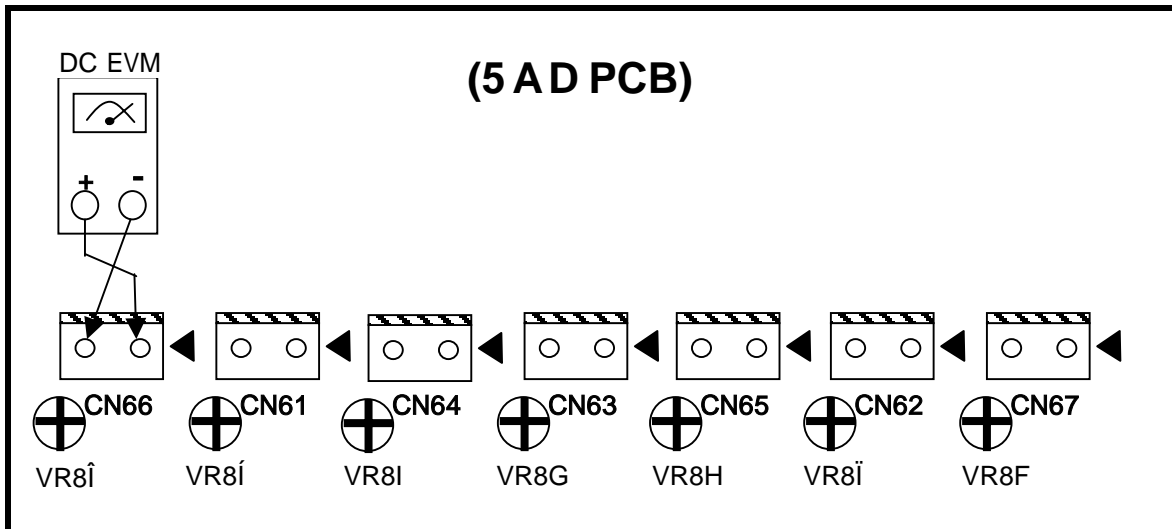 DC EVM
(5 A D PCB)
+ -
CN66 CN61 CN64 CN63 CN65 CN62 CN67
VR8Î VR8Í VR8I VR8G VR8H VR8Ï VR8F